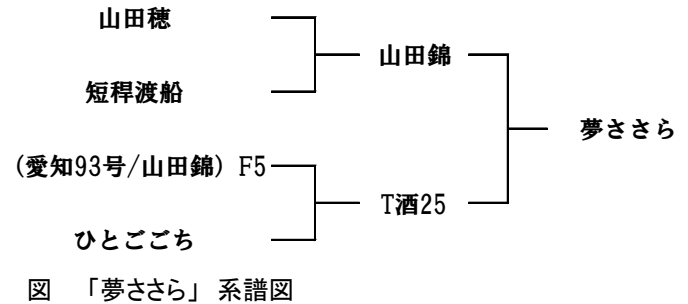 山田穂
山田錦
短稈渡船
夢ささら
(愛知93号/山田錦) F5
T酒25
ひとごごち
図 「夢ささら」 系譜図